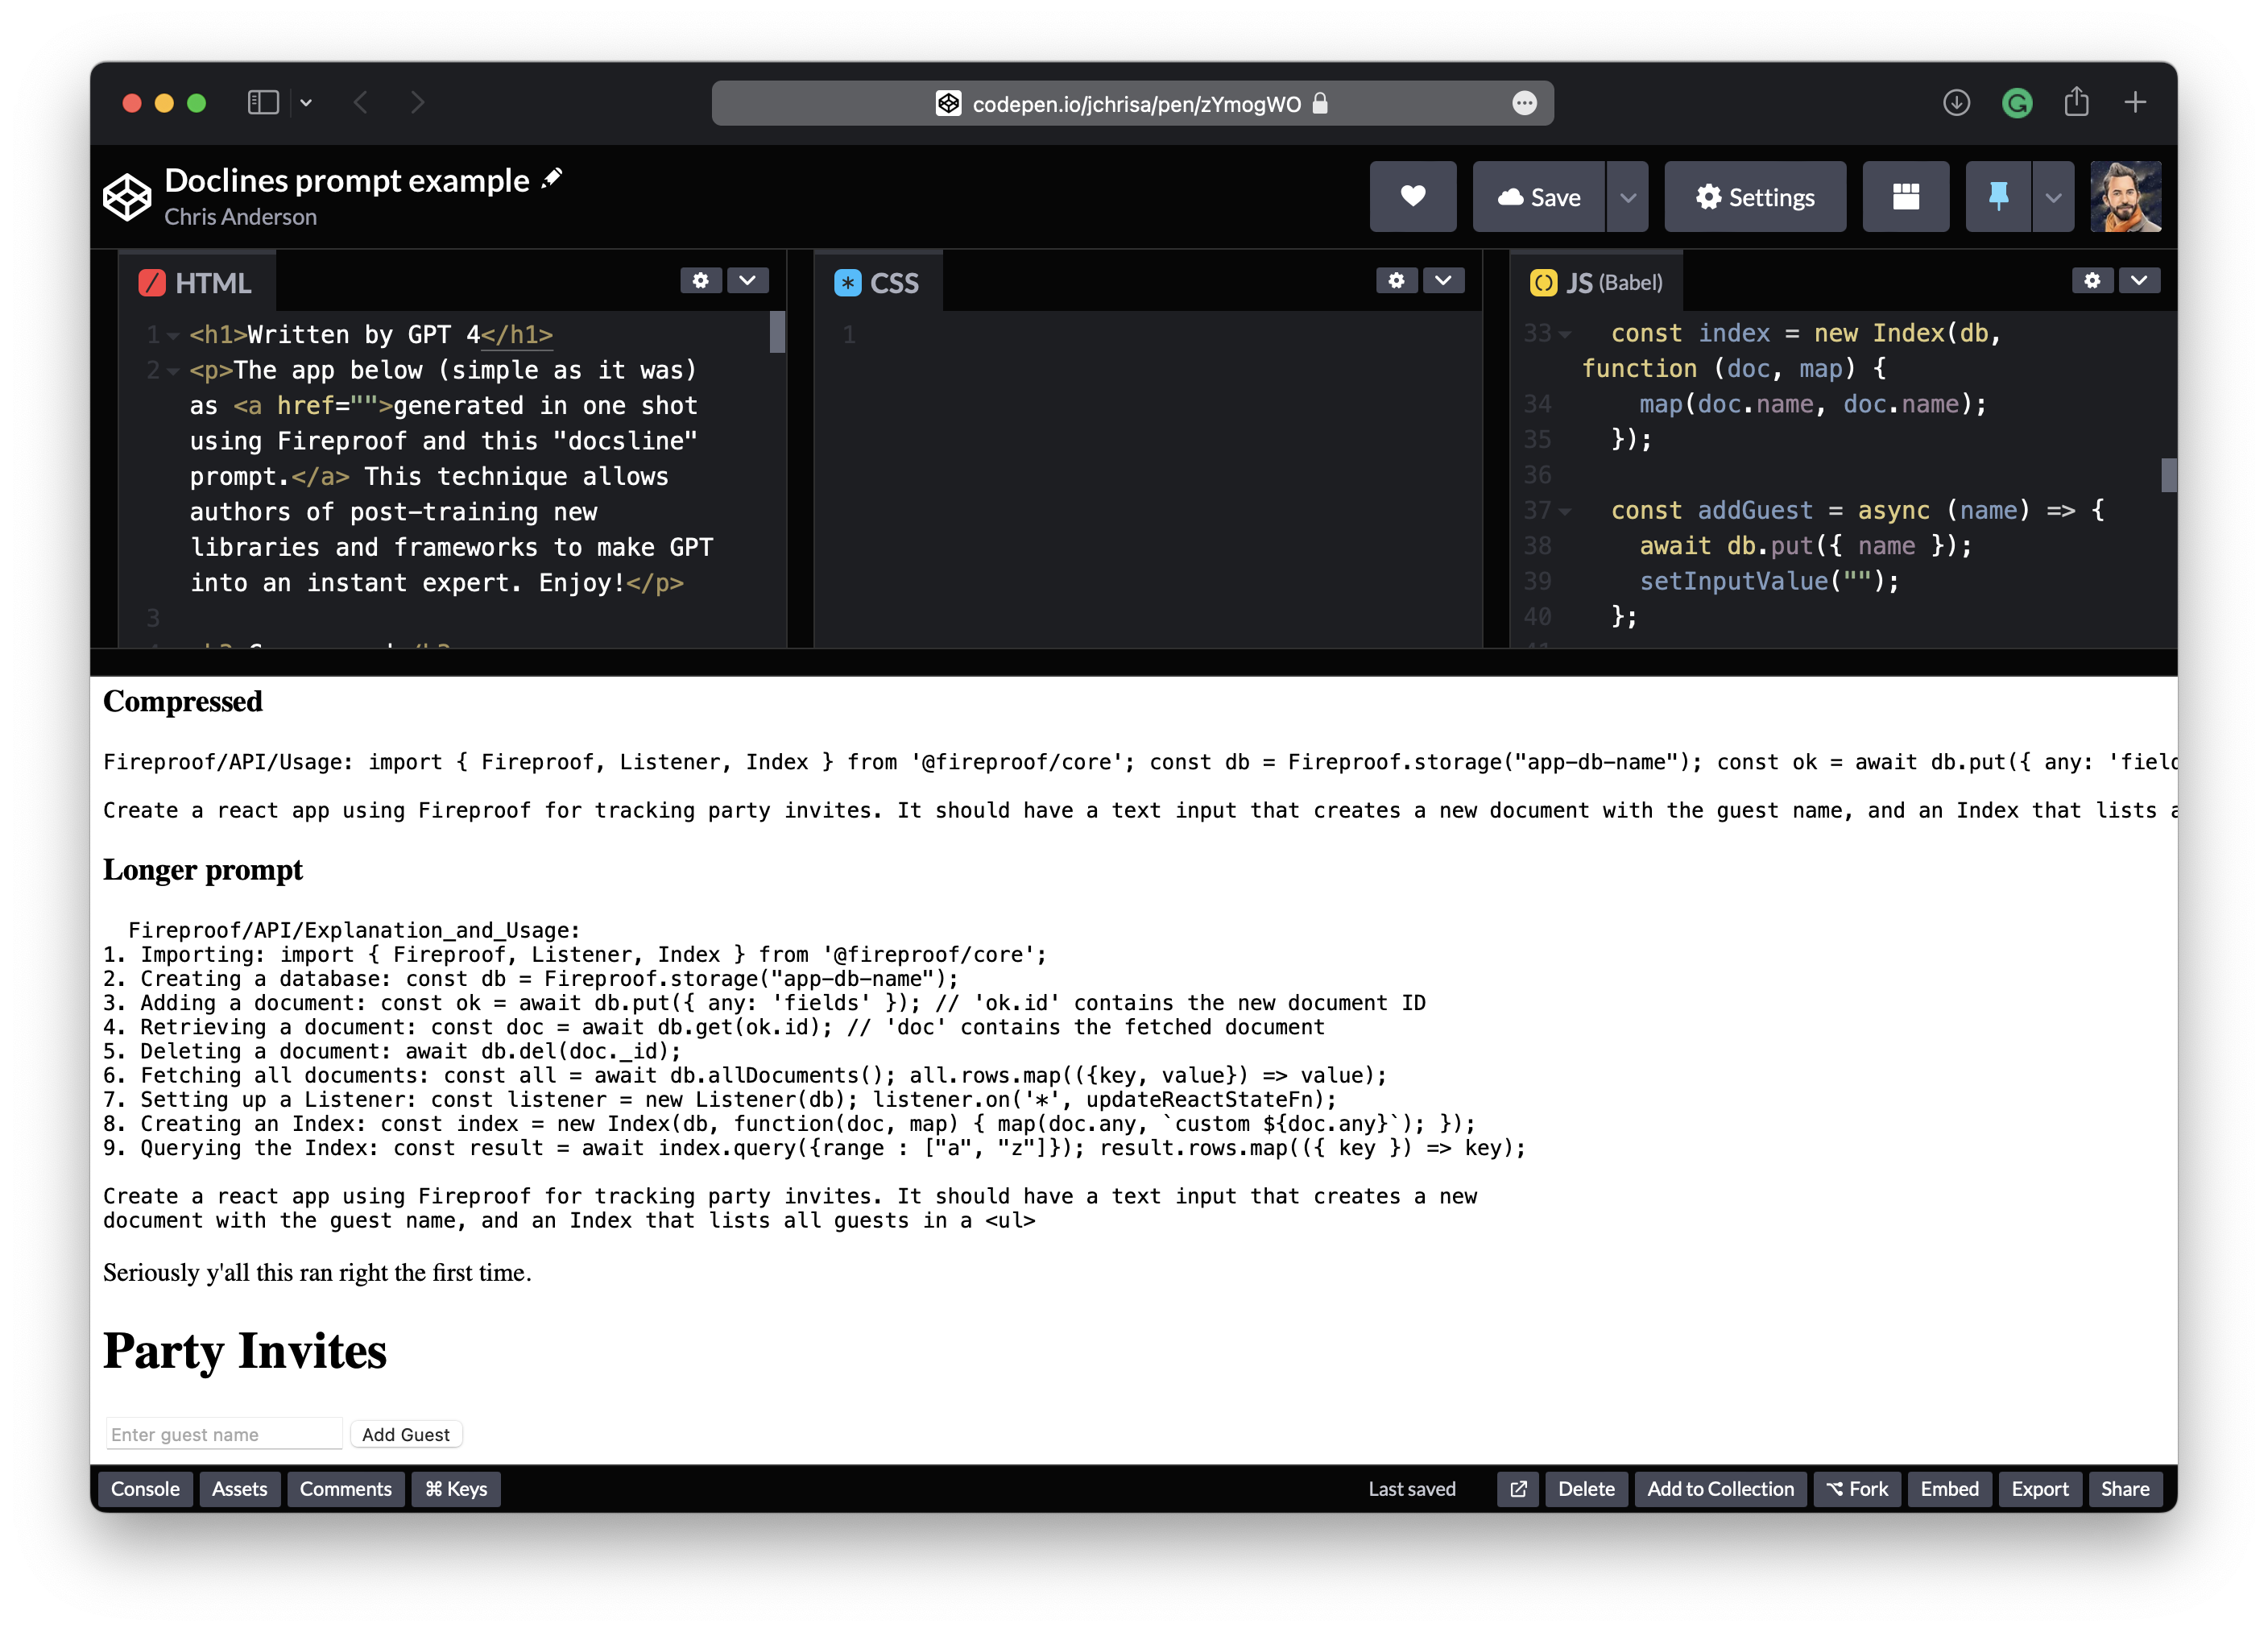 codepen.io/jchrisa/pen/zYmogWO
Doclines prompt example
Chris Anderson
Save
Settings
HTML
1 <h1>Written by GPT 4</h1>
2 <p>The app below (simple as it was)
as <a href="">generated in one shot
using Fireproof and this "docsline"
prompt.</a> This technique allows
authors of post-training new
libraries and frameworks to make GPT
into an instant expert. Enjoy!</p>
3
CSS
1
JS (Babel)
33 const index = new Index(db,
function (doc, map) {
34 map(doc.name, doc.name);
35 });
36
37 const addGuest = async (name) => {
38 await db.put({ name });
39 setInputValue("");
40 };
Compressed
Fireproof/API/Usage: import { Fireproof, Listener, Index } from '@fireproof/core'; const db = Fireproof.storage("app-db-name"); const ok = await db.put({ any: 'field
Create a react app using Fireproof for tracking party invites. It should have a text input that creates a new document with the guest name, and an Index that lists a
Longer prompt
Fireproof/API/Explanation_and_Usage:
1. Importing: import { Fireproof, Listener, Index } from '@fireproof/core';
2. Creating a database: const db = Fireproof.storage("app-db-name");
3. Adding a document: const ok = await db.put({ any: 'fields' }); // 'ok.id' contains the new document ID
4. Retrieving a document: const doc = await db.get(ok.id); // 'doc' contains the fetched document
5. Deleting a document: await db.del(doc._id);
6. Fetching all documents: const all = await db.allDocuments(); all.rows.map(({key, value}) => value);
7. Setting up a Listener: const listener = new Listener(db); listener.on('*', updateReactStateFn);
8. Creating an Index: const index = new Index(db, function(doc, map) { map(doc.any, `custom ${doc.any}`); });
9. Querying the Index: const result = await index.query({range : ["a", "z"]}); result.rows.map(({ key }) => key);
Create a react app using Fireproof for tracking party invites. It should have a text input that creates a new
document with the guest name, and an Index that lists all guests in a <ul>
Seriously y'all this ran right the first time.
Party Invites
Enter guest name
Add Guest
Console
Assets
Comments
⌘ Keys
Last saved
Delete
Add to Collection
Fork
Embed
Export
Share